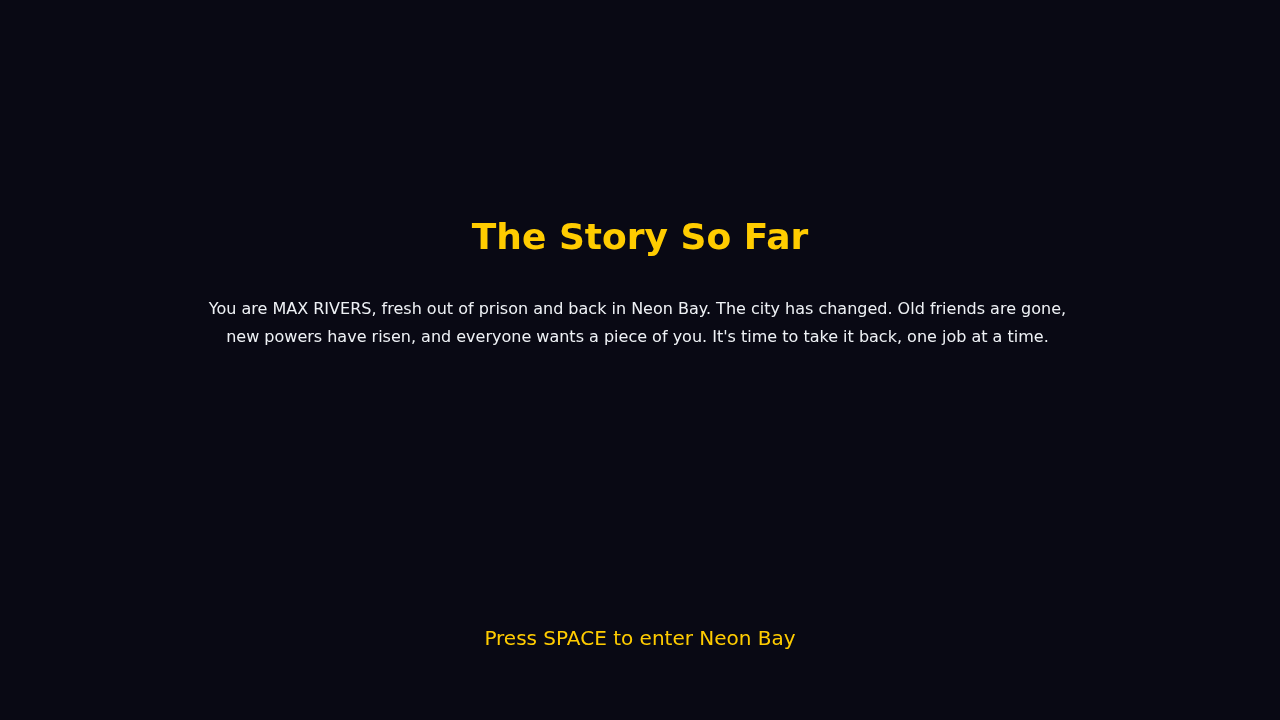 The Story So Far
You are MAX RIVERS, fresh out of prison and back in Neon Bay. The city has changed. Old friends are gone,
new powers have risen, and everyone wants a piece of you. It's time to take it back, one job at a time.
Press SPACE to enter Neon Bay